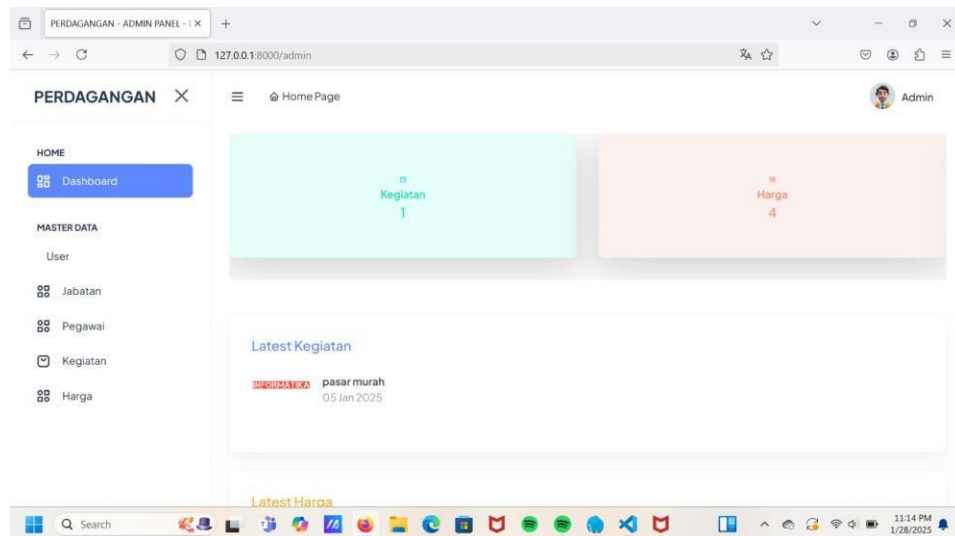 PERDAGANGAN - ADMIN PANEL - 
127.0.0.1:8000/admin
PERDAGANGAN
Home Page
Admin
HOME
Dashboard
MASTER DATA
User
Jabatan
Pegawai
Kegiatan
Harga
Kegiatan
1
Harga
4
Latest Kegiatan
INFORMATIKA
pasar murah
05 Jan 2025
Latest Harga
Search
11:14 PM
1/28/2025